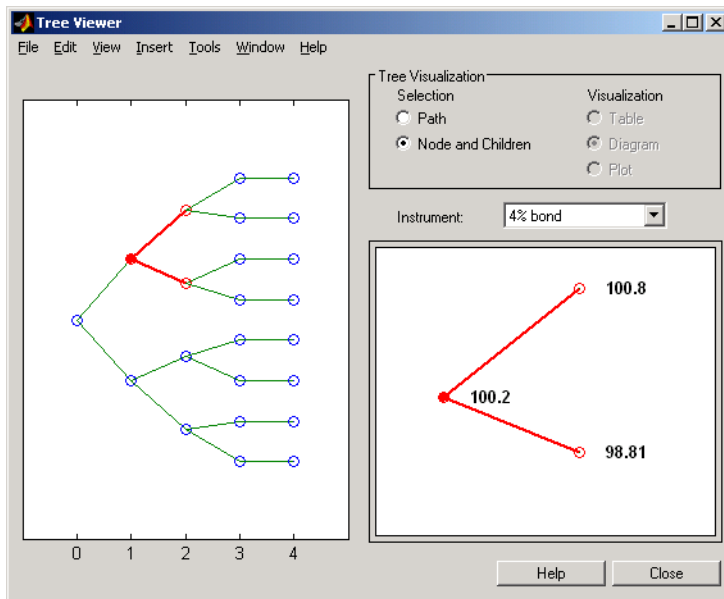 Tree Viewer
File Edit View Insert Tools Window Help
Tree Visualization
Selection
Path
Node and Children
Visualization
Table
Diagram
Plot
Instrument: 4% bond
100.8
100.2
98.81
0 1 2 3 4
Help Close